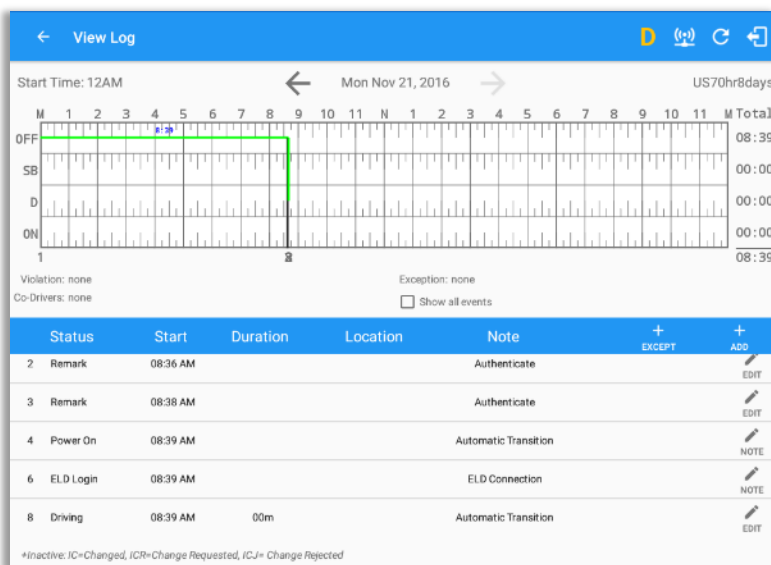 View Log D
Start Time: 12AM Mon Nov 21, 2016 US70hr8days
M 1 2 3 4 5 6 7 8 9 10 11 N 1 2 3 4 5 6 7 8 9 10 11 M Total
8:39
OFF 08:39
SB 00:00
D 00:00
ON 00:00
1 08:39
Violation: none Exception: none
Co-Drivers: none Show all events
Status Start Duration Location Note + EXCEPT + ADD
2 Remark 08:36 AM Authenticate EDIT
3 Remark 08:38 AM Authenticate EDIT
4 Power On 08:39 AM Automatic Transition NOTE
6 ELD Login 08:39 AM ELD Connection NOTE
8 Driving 08:39 AM 00m Automatic Transition EDIT
*Inactive: IC=Changed, ICR=Change Requested, ICJ= Change Rejected